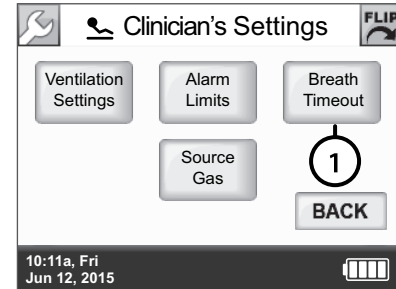 Clinician's Settings
FLIP
Ventilation
Settings
Alarm
Limits
Breath
Timeout
Source
Gas
1
BACK
10:11a, Fri
Jun 12, 2015